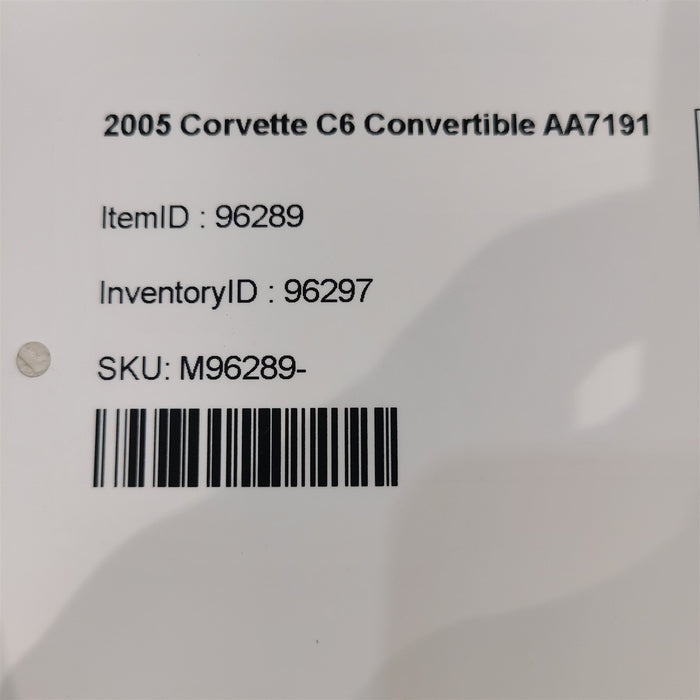 2005 Corvette C6 Convertible AA7191
ItemID : 96289
InventoryID : 96297
SKU: M96289-